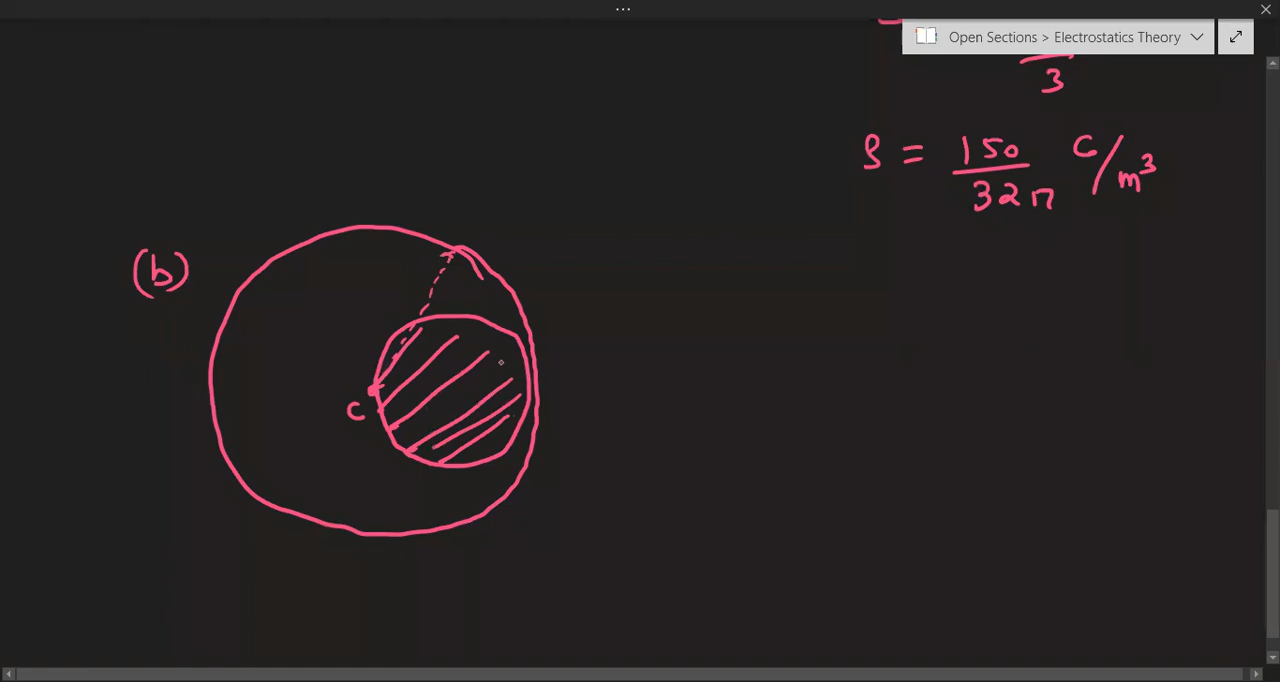 Open Sections > Electrostatics Theory
3
ρ = 150/32π C/m³
(b)
C